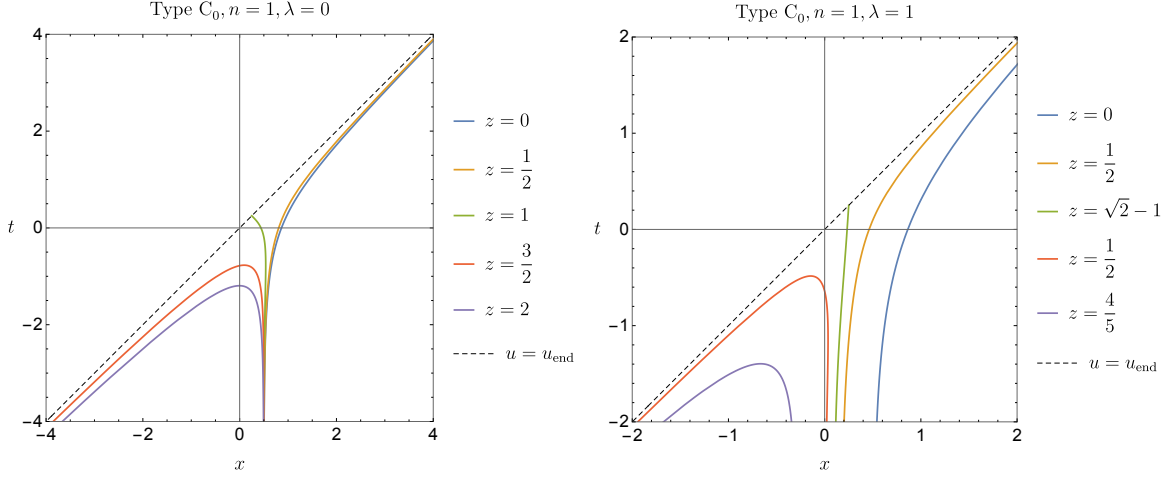 Type C₀, n = 1, λ = 0
4
2
0
−2
−4
t
−4
−2
0
2
4
x
z = 0
z = 1/2
z = 1
z = 3/2
z = 2
u = u_end
Type C₀, n = 1, λ = 1
2
1
0
−1
−2
t
−2
−1
0
1
2
x
z = 0
z = 1/2
z = √2 − 1
z = 1/2
z = 4/5
u = u_end